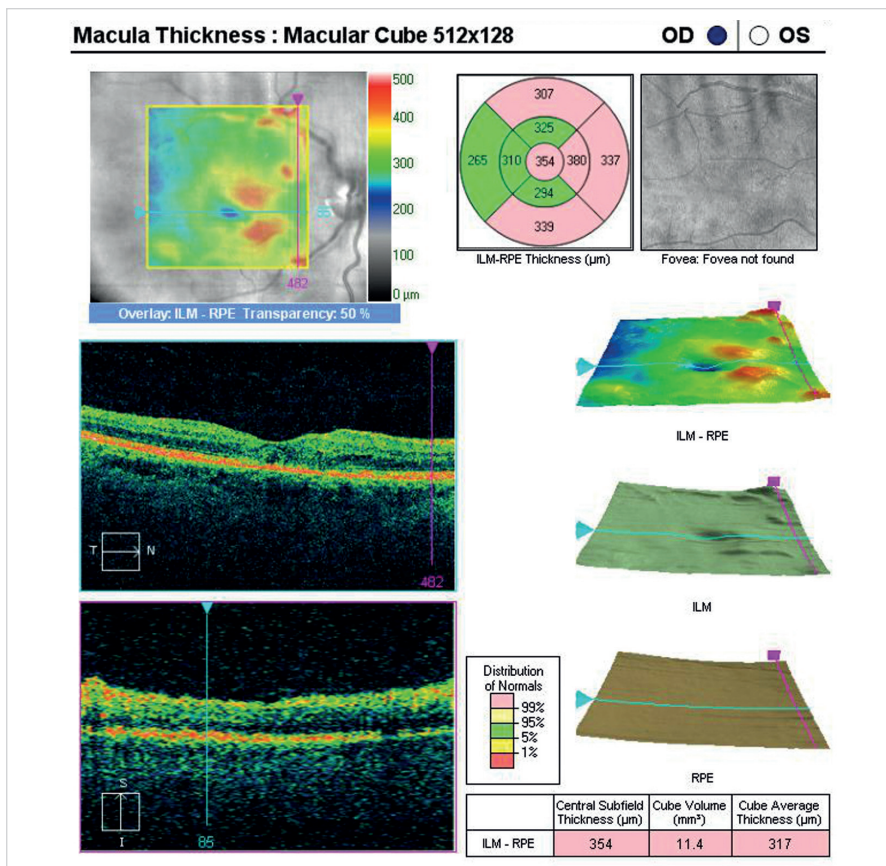 Macula Thickness : Macular Cube 512x128 OD OS
500
400
300
200
100
0 µm
85
482
Overlay: ILM - RPE Transparency: 50 %
307
325
265 310 354 380 337
294
339
ILM-RPE Thickness (µm)
Fovea: Fovea not found
ILM - RPE
T N
482
ILM
S
I
85
Distribution
of Normals
99%
95%
5%
1%
RPE
Central Subfield Thickness (µm) Cube Volume (mm³) Cube Average Thickness (µm)
ILM - RPE 354 11.4 317